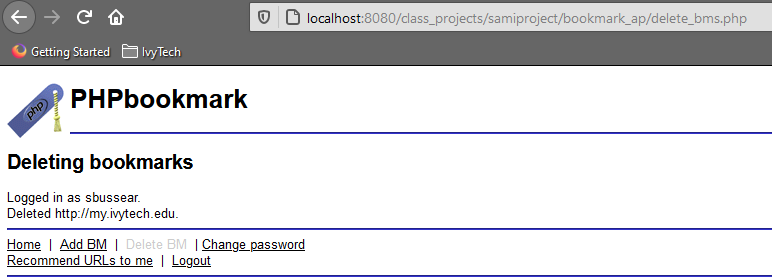 localhost:8080/class_projects/samiproject/bookmark_ap/delete_bms.php
Getting Started IvyTech
php
PHPbookmark
Deleting bookmarks
Logged in as sbussear.
Deleted http://my.ivytech.edu.
Home | Add BM | Delete BM | Change password
Recommend URLs to me | Logout